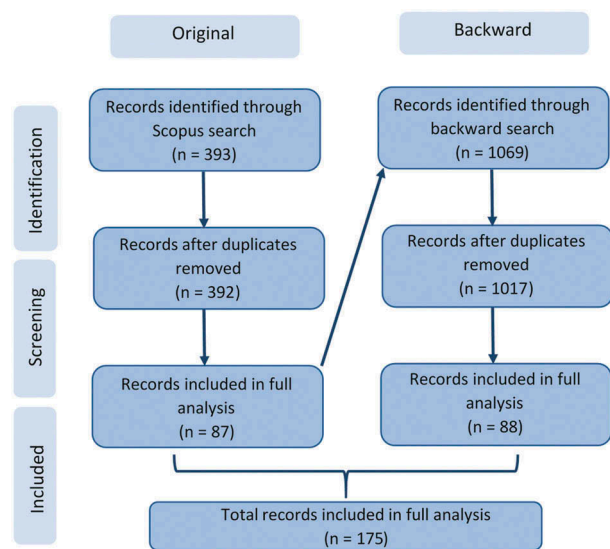 Original
Backward
Identification
Screening
Included
Records identified through
Scopus search
(n = 393)
Records after duplicates
removed
(n = 392)
Records included in full
analysis
(n = 87)
Records identified through
backward search
(n = 1069)
Records after duplicates
removed
(n = 1017)
Records included in full
analysis
(n = 88)
Total records included in full analysis
(n = 175)